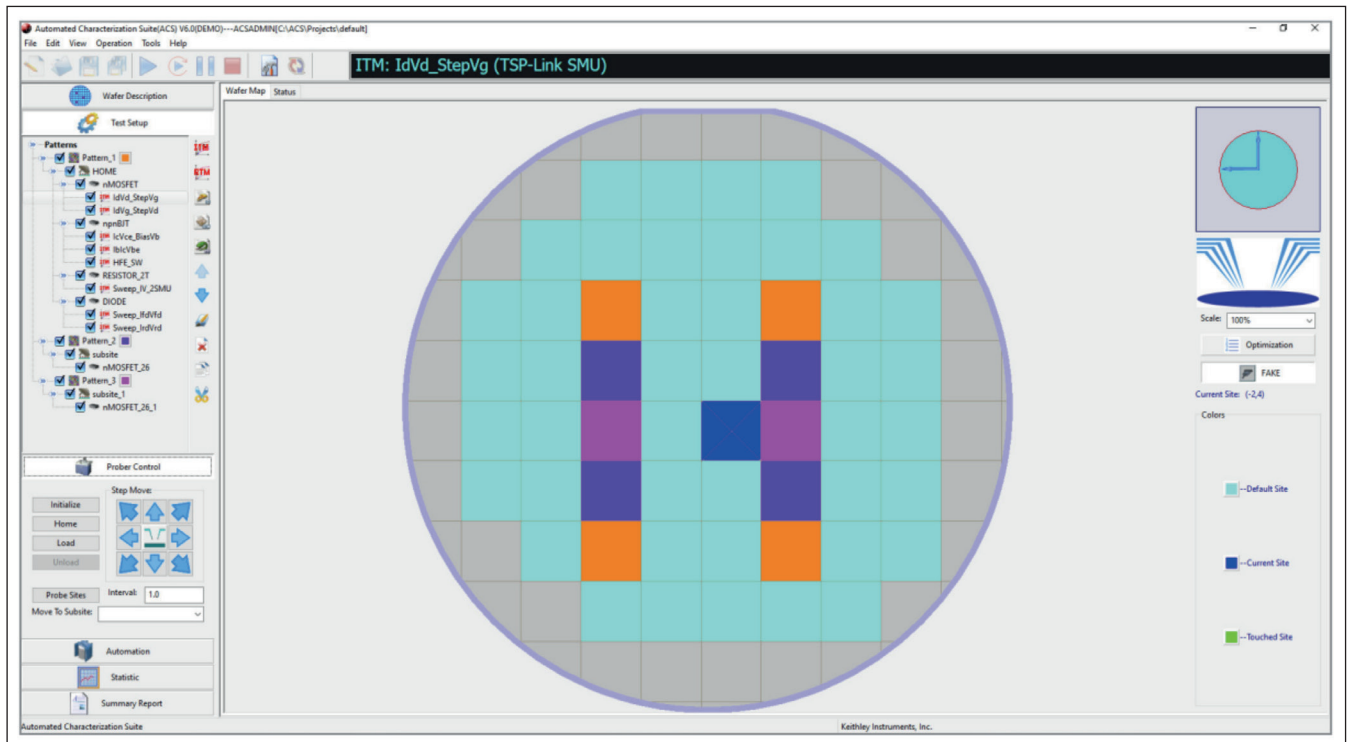 Automated Characterization Suite(ACS) V6.0(DEMO)---ACSADMIN[C:\ACS\Projects\default]
File Edit View Operation Tools Help
ITM: IdVd_StepVg (TSP-Link SMU)
Wafer Description
Wafer Map Status
Test Setup
Patterns
Pattern_1
HOME
nMOSFET
IdVd_StepVg
IdVg_StepVd
npnBJT
IcVce_BiasVb
IbIcVbe
HFE_SW
RESISTOR_2T
Sweep_IV_2SMU
DIODE
Sweep_IfdVfd
Sweep_IrdVrd
Pattern_2
subsite
nMOSFET_26
Pattern_3
subsite_1
nMOSFET_26_1
ITM
PTM
Prober Control
Step Move:
Initialize
Home
Load
Unload
Probe Sites
Interval: 1.0
Move To Subsite:
Automation
Statistic
Summary Report
Scale: 100%
Optimization
FAKE
Current Site: (-2,4)
Colors
--Default Site
--Current Site
--Touched Site
Automated Characterization Suite
Keithley Instruments, Inc.